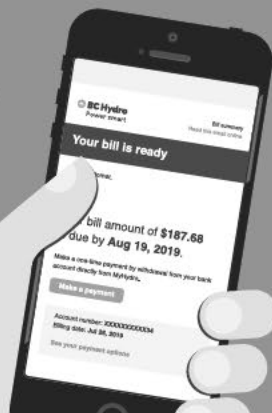 BC Hydro
Power smart
Bill summary
Read this email online
Your bill is ready
bill amount of $187.68
due by Aug 19, 2019.
Make a one-time payment by withdrawal from your bank
account directly from MyHydro.
Make a payment
Account number: XXXXXXXXXX34
Billing date: Jul 26, 2019
See your payment options